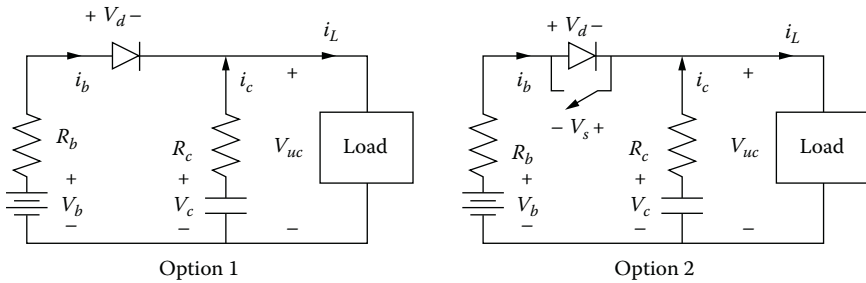 + V_d –
i_b
i_c
i_L
+
R_b
R_c
V_uc
Load
+
V_b
–
+
V_c
–
–
Option 1
+ V_d –
i_b
– V_s +
i_c
i_L
+
R_b
R_c
V_uc
Load
+
V_b
–
+
V_c
–
–
Option 2